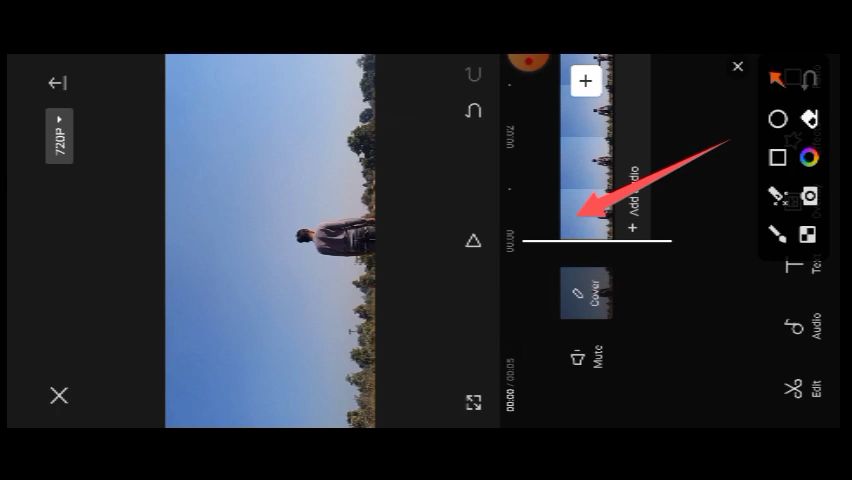 720P
00:00 / 00:05 00:00 00:02
Mute Cover
+ Add audio
Edit Audio